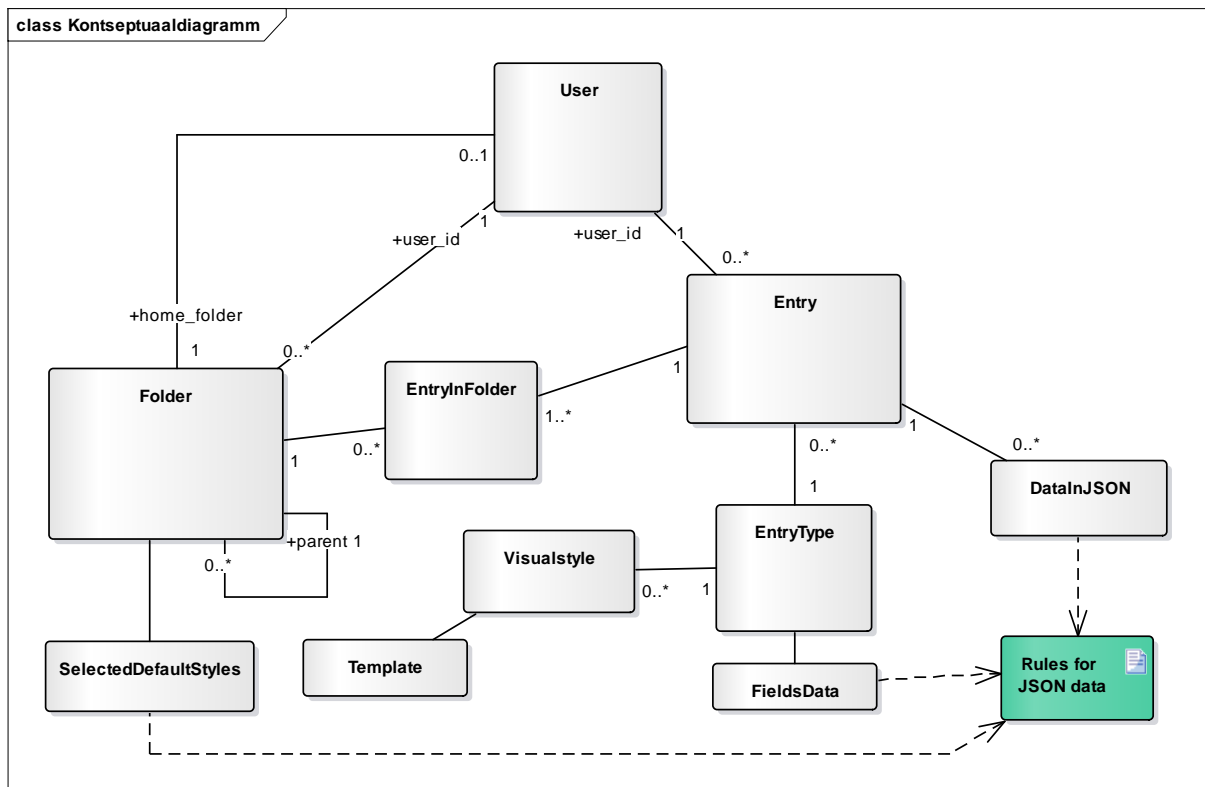 class Kontseptuaaldiagramm
User
0..1
1
+user_id
+user_id
1
0..*
Entry
+home_folder
1
0..*
Folder
EntryInFolder
1
1..*
0..*
1
0..*
1
0..*
DataInJSON
1
EntryType
+parent 1
0..*
Visualstyle
0..*
1
SelectedDefaultStyles
Template
FieldsData
Rules for
JSON data